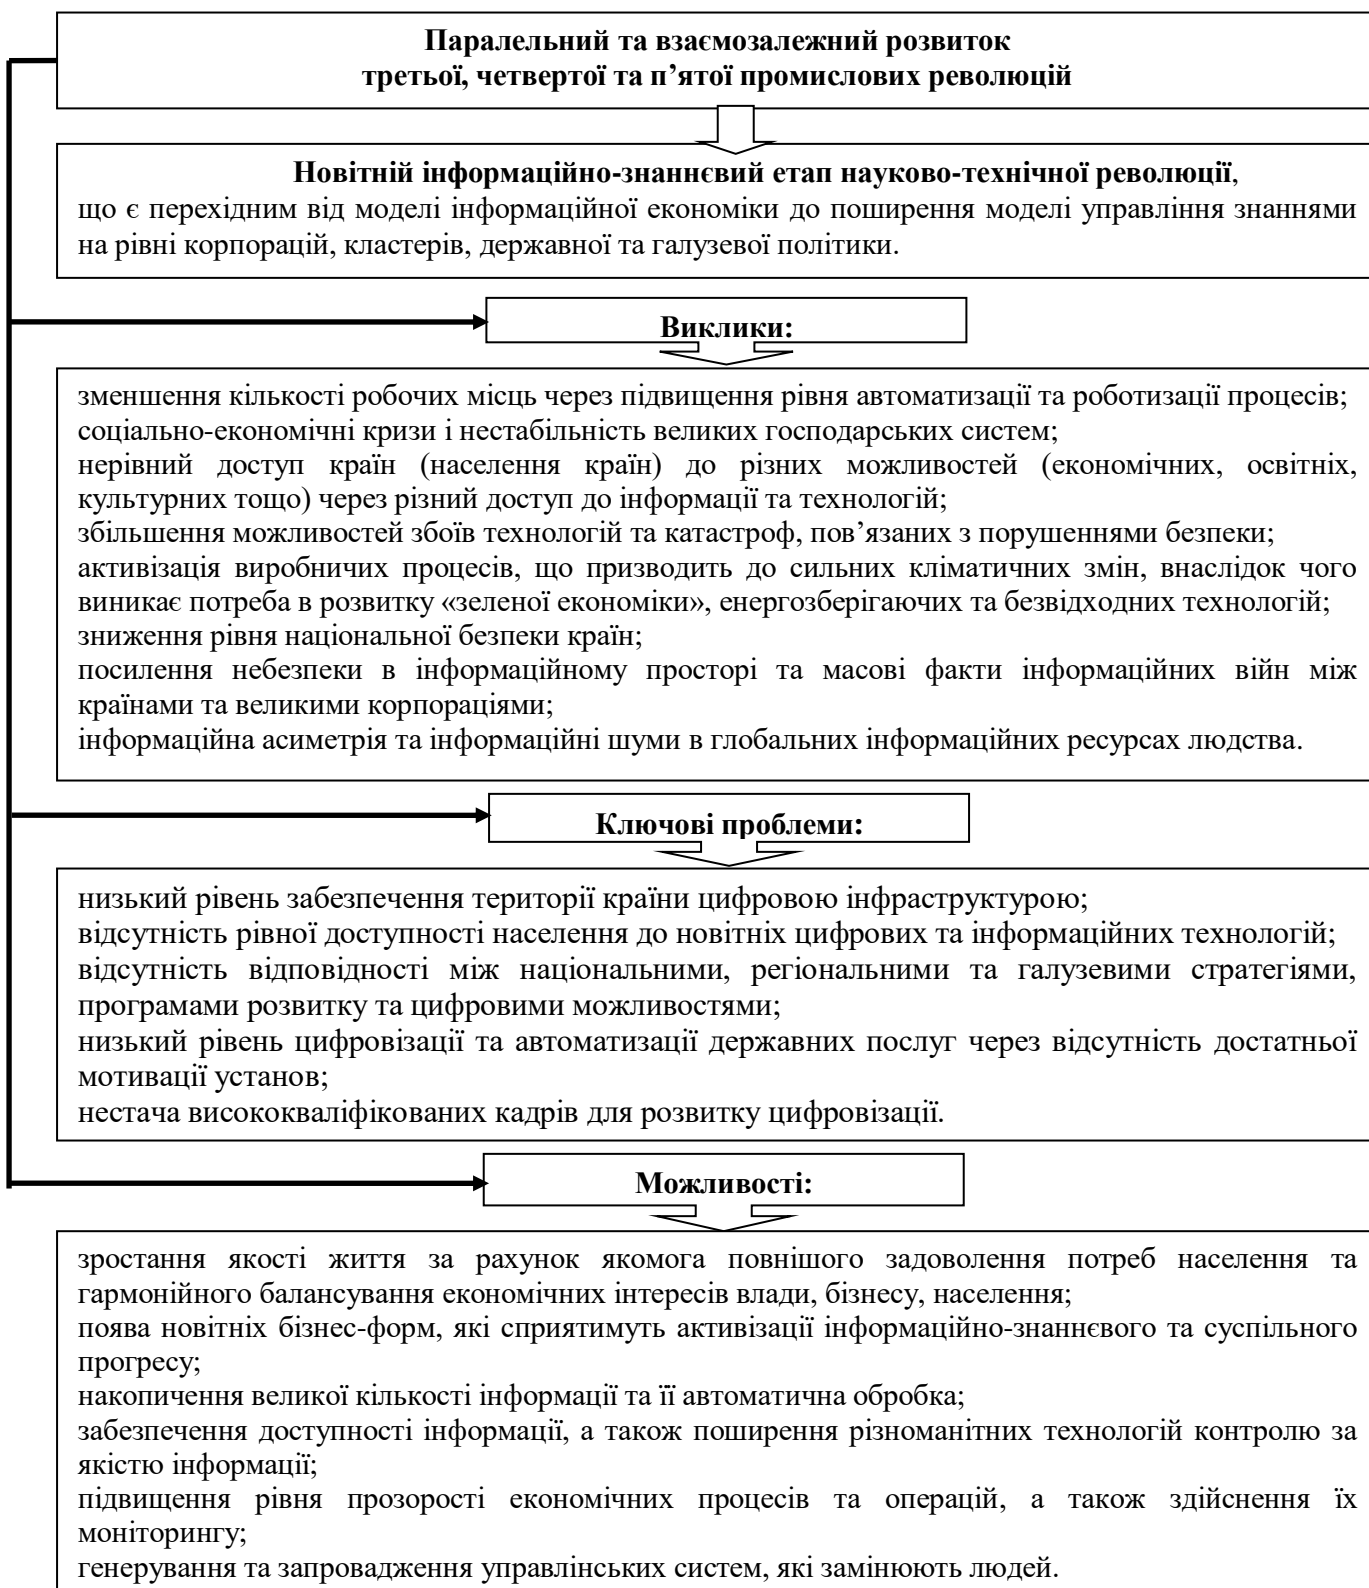 Паралельний та взаємозалежний розвиток
третьої, четвертої та п’ятої промислових революцій
Новітній інформаційно-знаннєвий етап науково-технічної революції,
що є перехідним від моделі інформаційної економіки до поширення моделі управління знаннями
на рівні корпорацій, кластерів, державної та галузевої політики.
Виклики:
зменшення кількості робочих місць через підвищення рівня автоматизації та роботизації процесів;
соціально-економічні кризи і нестабільність великих господарських систем;
нерівний доступ країн (населення країн) до різних можливостей (економічних, освітніх,
культурних тощо) через різний доступ до інформації та технологій;
збільшення можливостей збоїв технологій та катастроф, пов’язаних з порушеннями безпеки;
активізація виробничих процесів, що призводить до сильних кліматичних змін, внаслідок чого
виникає потреба в розвитку «зеленої економіки», енергозберігаючих та безвідходних технологій;
зниження рівня національної безпеки країн;
посилення небезпеки в інформаційному просторі та масові факти інформаційних війн між
країнами та великими корпораціями;
інформаційна асиметрія та інформаційні шуми в глобальних інформаційних ресурсах людства.
Ключові проблеми:
низький рівень забезпечення території країни цифровою інфраструктурою;
відсутність рівної доступності населення до новітніх цифрових та інформаційних технологій;
відсутність відповідності між національними, регіональними та галузевими стратегіями,
програмами розвитку та цифровими можливостями;
низький рівень цифровізації та автоматизації державних послуг через відсутність достатньої
мотивації установ;
нестача висококваліфікованих кадрів для розвитку цифровізації.
Можливості:
зростання якості життя за рахунок якомога повнішого задоволення потреб населення та
гармонійного балансування економічних інтересів влади, бізнесу, населення;
поява новітніх бізнес-форм, які сприятимуть активізації інформаційно-знаннєвого та суспільного
прогресу;
накопичення великої кількості інформації та її автоматична обробка;
забезпечення доступності інформації, а також поширення різноманітних технологій контролю за
якістю інформації;
підвищення рівня прозорості економічних процесів та операцій, а також здійснення їх
моніторингу;
генерування та запровадження управлінських систем, які замінюють людей.